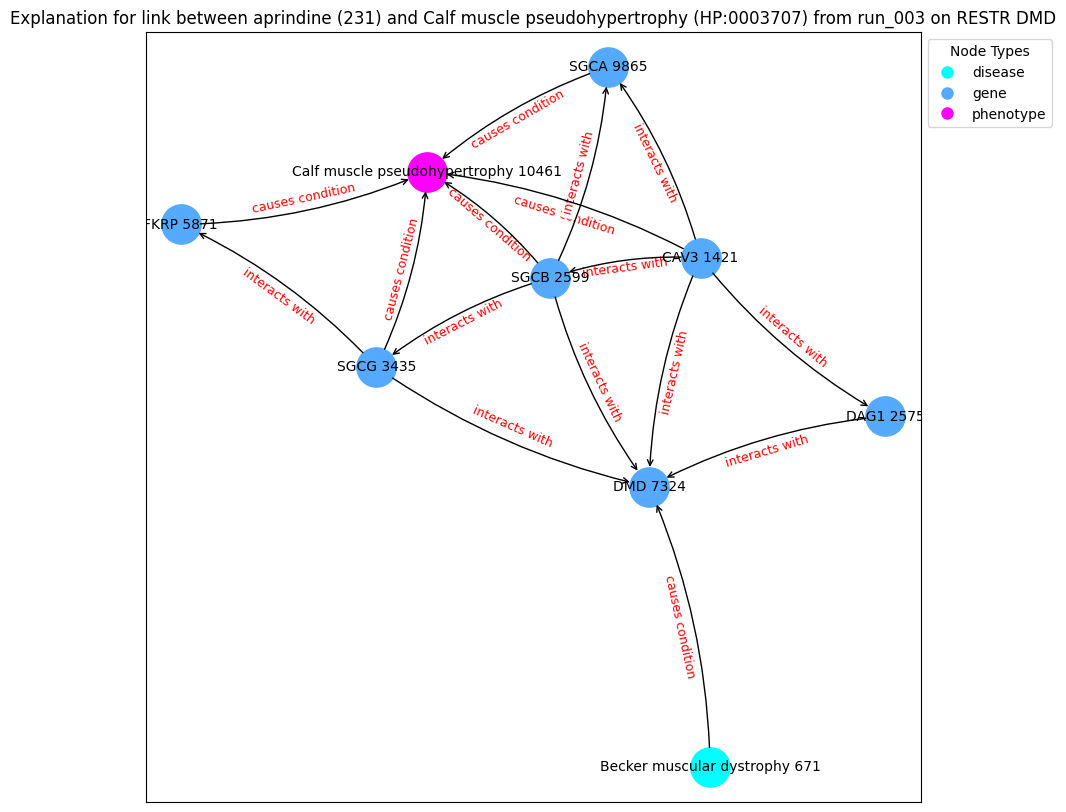 Explanation for link between aprindine (231) and Calf muscle pseudohypertrophy (HP:0003707) from run_003 on RESTR DMD
Node Types
disease
gene
phenotype
SGCA 9865
causes condition
interacts with
interacts with
Calf muscle pseudohypertrophy 10461
causes condition
causes condition
causes condition
FKRP 5871
causes condition
CAV3 1421
SGCB 2599
interacts with
interacts with
interacts with
interacts with
interacts with
interacts with
SGCG 3435
interacts with
DAG1 2575
interacts with
DMD 7324
causes condition
Becker muscular dystrophy 671